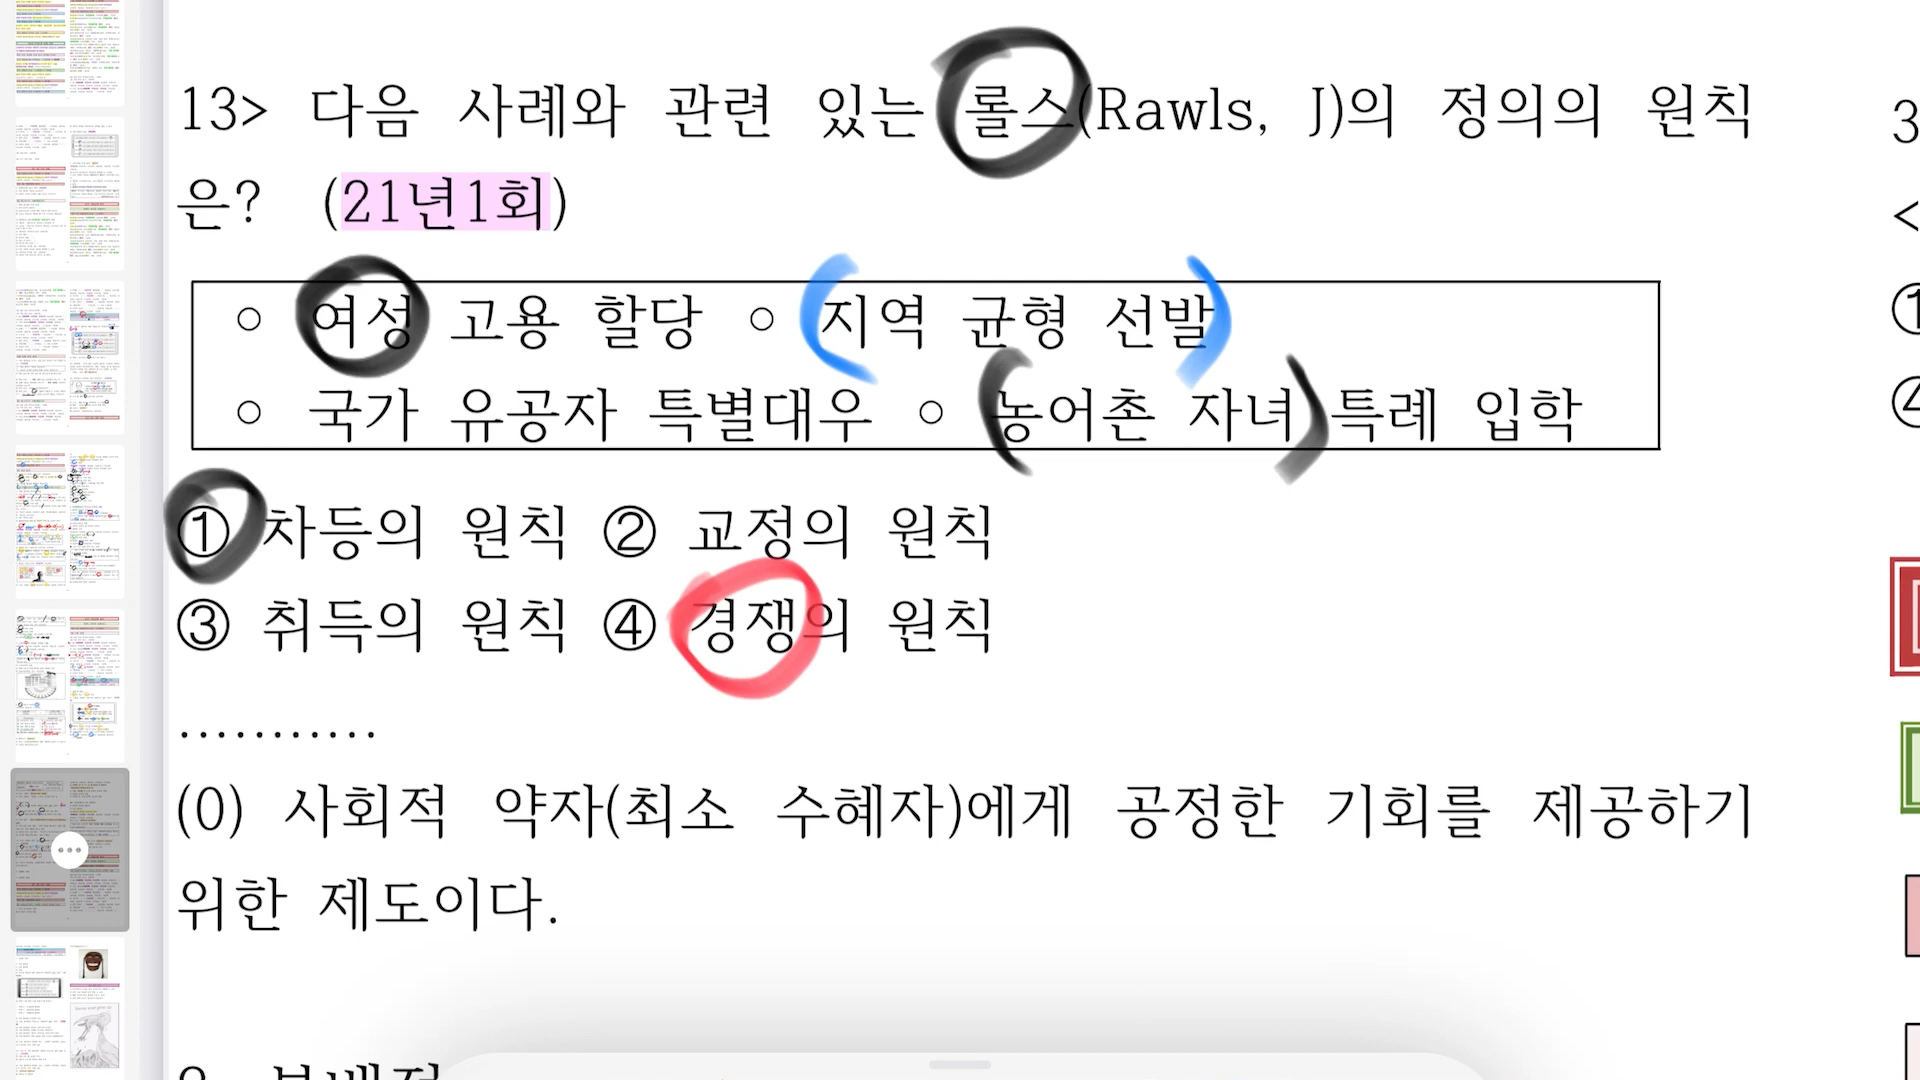 13> 다음 사례와 관련 있는 롤스(Rawls, J)의 정의의 원칙
은? (21년1회)
○ 여성 고용 할당 ○ 지역 균형 선발
○ 국가 유공자 특별대우 ○ 농어촌 자녀 특례 입학
① 차등의 원칙 ② 교정의 원칙
③ 취득의 원칙 ④ 경쟁의 원칙
...........
(0) 사회적 약자(최소 수혜자)에게 공정한 기회를 제공하기
위한 제도이다.
3
<
①
④